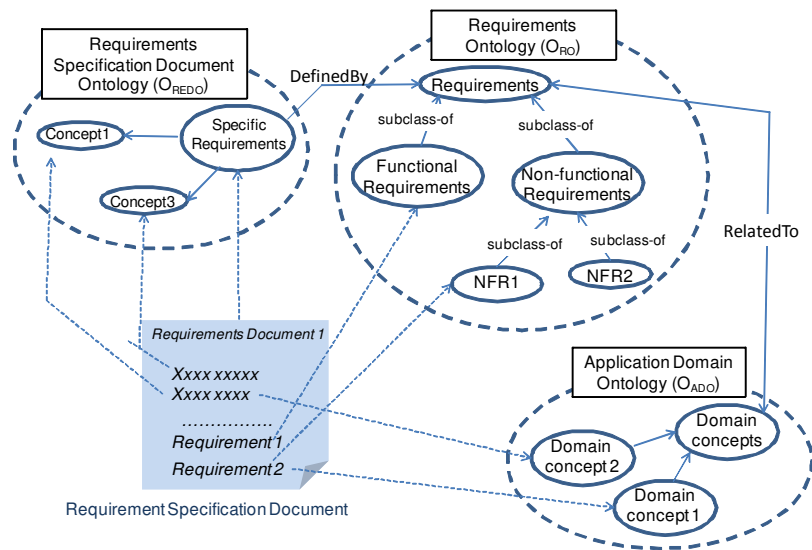 Requirements
Specification Document
Ontology (OREDO)
DefinedBy
Concept1
Specific
Requirements
Concept3
Requirements
Ontology (ORO)
Requirements
subclass-of
subclass-of
Functional
Requirements
Non-functional
Requirements
subclass-of
subclass-of
NFR1
NFR2
RelatedTo
Requirements Document 1
Xxxx xxxxx
Xxxx xxxx
................
Requirement 1
Requirement 2
Requirement Specification Document
Application Domain
Ontology (OADO)
Domain
concepts
Domain
concept 2
Domain
concept 1